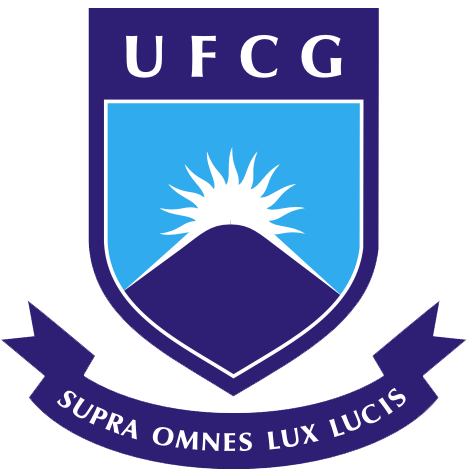 UFCG
SUPRA OMNES LUX LUCIS